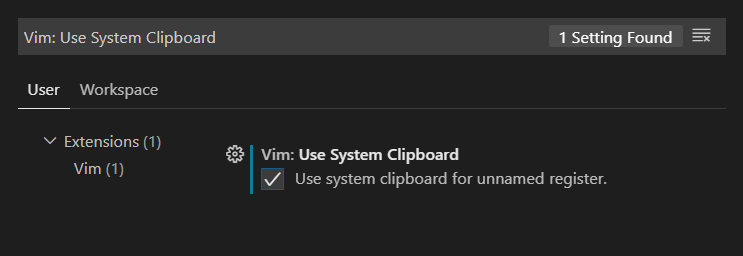 Vim: Use System Clipboard
1 Setting Found
User Workspace
Extensions (1)
Vim (1)
Vim: Use System Clipboard
Use system clipboard for unnamed register.